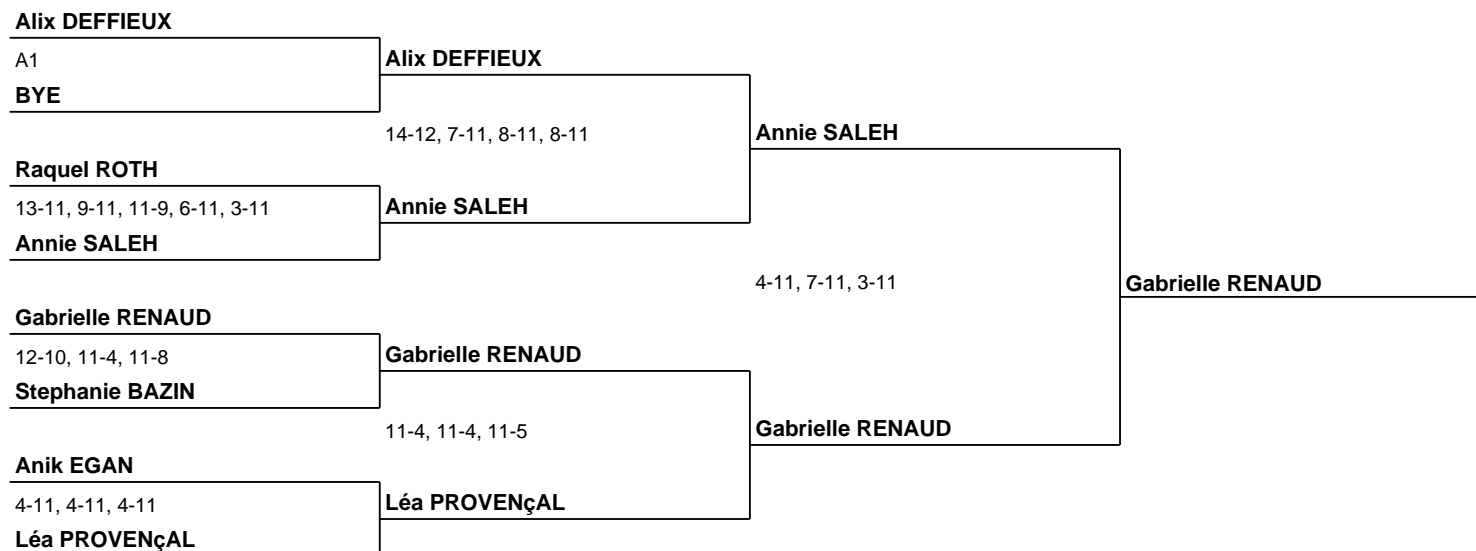 Alix DEFFIEUX
A1
BYE
Alix DEFFIEUX
14-12, 7-11, 8-11, 8-11
Annie SALEH
Raquel ROTH
13-11, 9-11, 11-9, 6-11, 3-11
Annie SALEH
Annie SALEH
4-11, 7-11, 3-11
Gabrielle RENAUD
Gabrielle RENAUD
12-10, 11-4, 11-8
Stephanie BAZIN
Gabrielle RENAUD
11-4, 11-4, 11-5
Gabrielle RENAUD
Anik EGAN
4-11, 4-11, 4-11
Léa PROVENçAL
Léa PROVENçAL